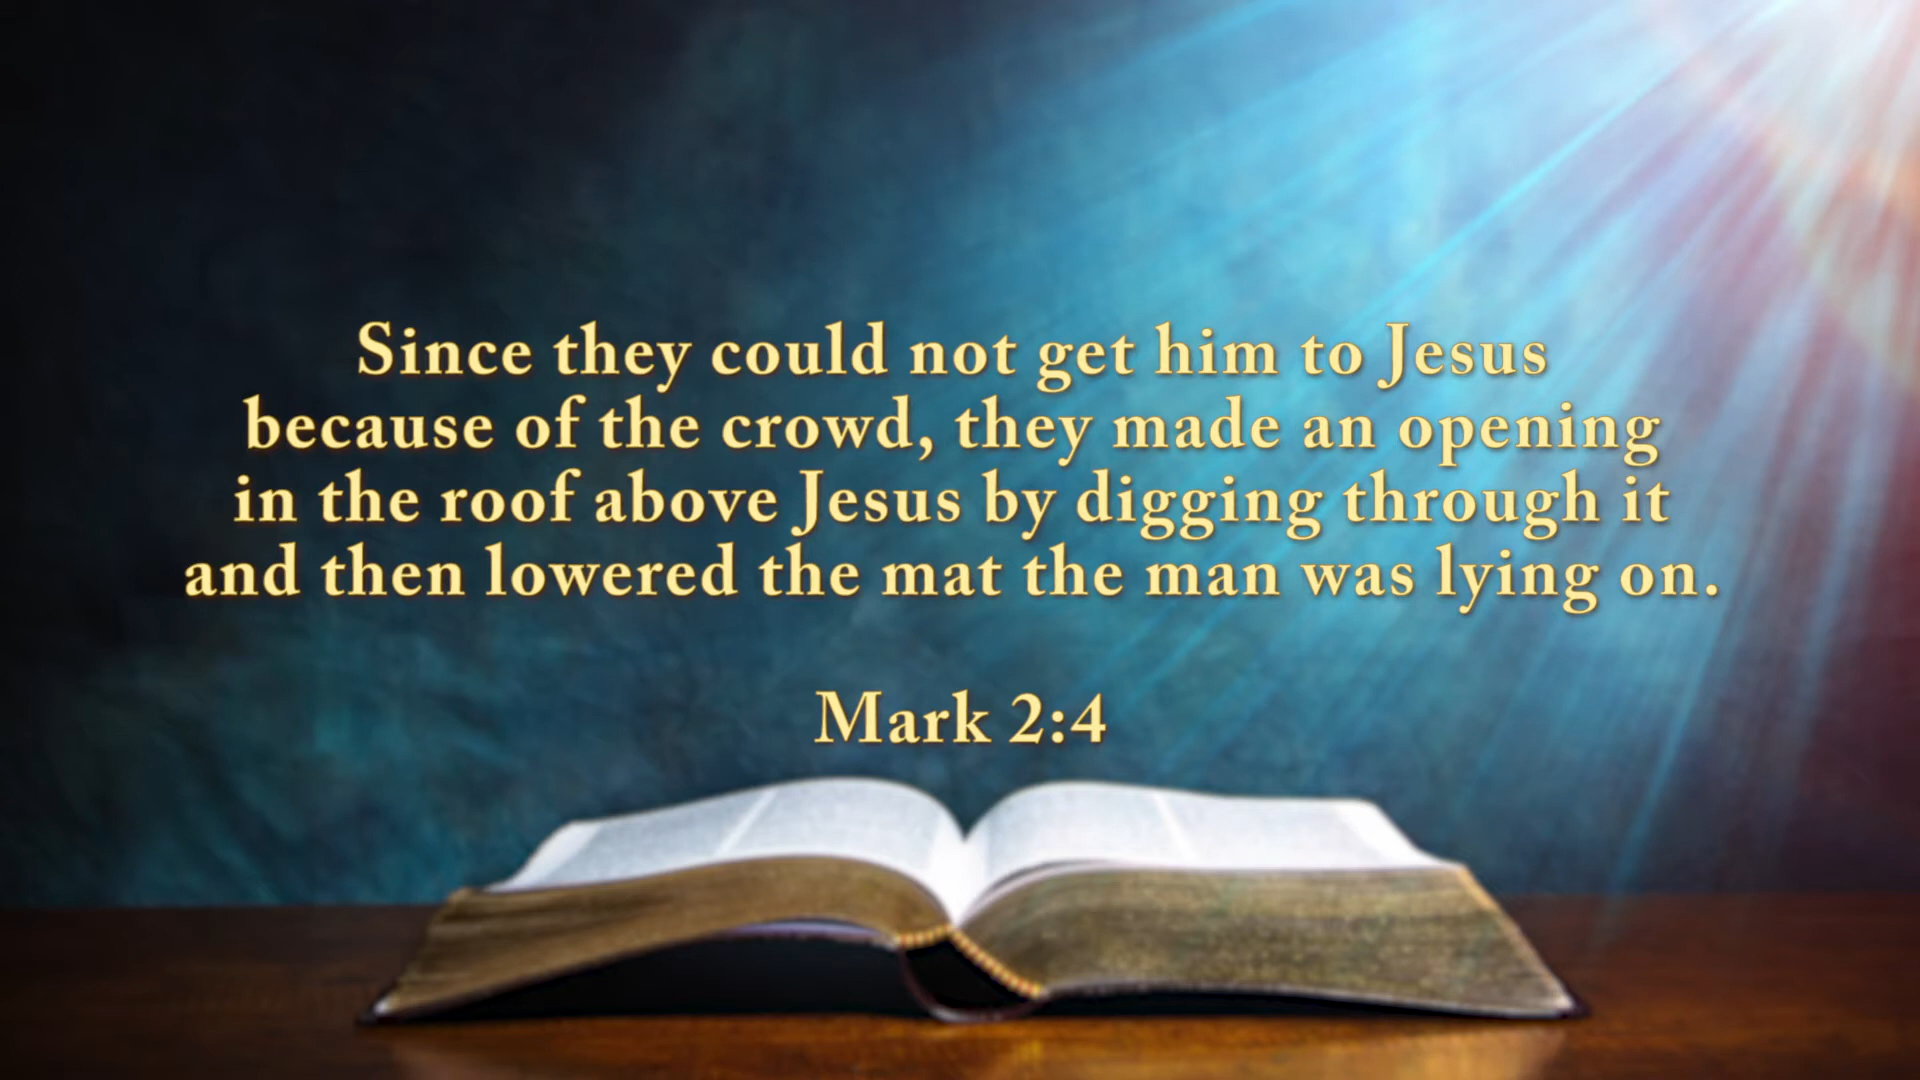 Since they could not get him to Jesus
because of the crowd, they made an opening
in the roof above Jesus by digging through it
and then lowered the mat the man was lying on.
Mark 2:4